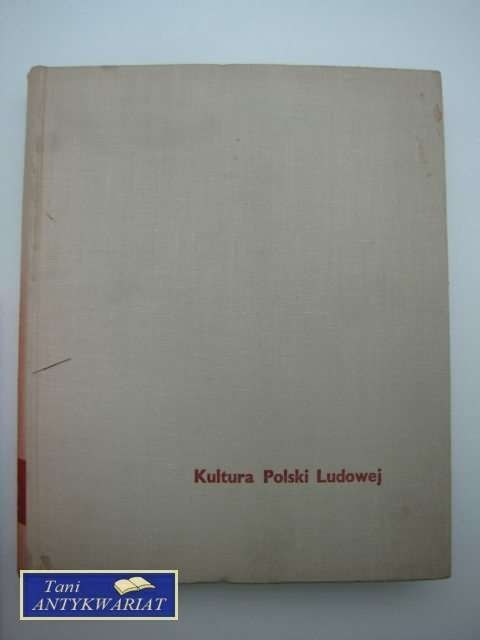 Kultura Polski Ludowej
Tani
ANTYKWARIAT